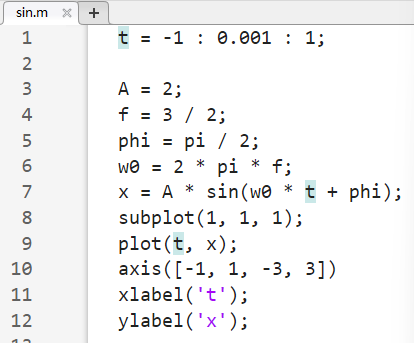 sin.m × +
1 t = -1 : 0.001 : 1;
2
3 A = 2;
4 f = 3 / 2;
5 phi = pi / 2;
6 w0 = 2 * pi * f;
7 x = A * sin(w0 * t + phi);
8 subplot(1, 1, 1);
9 plot(t, x);
10 axis([-1, 1, -3, 3])
11 xlabel('t');
12 ylabel('x');
13